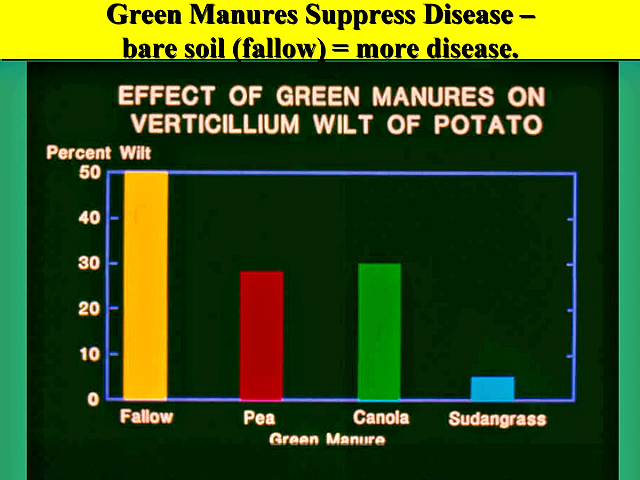 Green Manures Suppress Disease –
bare soil (fallow) = more disease.
EFFECT OF GREEN MANURES ON
VERTICILLIUM WILT OF POTATO
Percent Wilt
50
40
30
20
10
0
Fallow Pea Canola Sudangrass
Green Manure